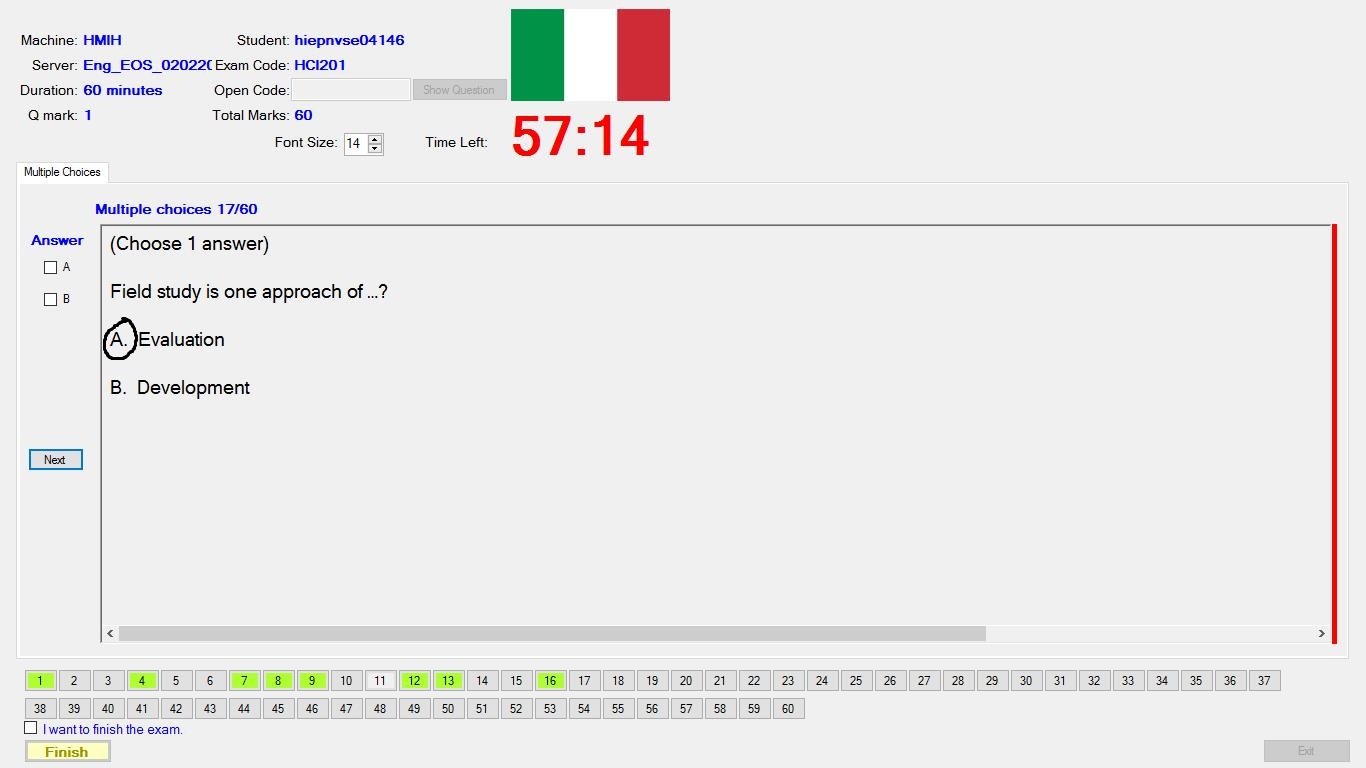 Machine: HMIH Student: hiepnvse04146
Server: Eng_EOS_02022 Exam Code: HCI201
Duration: 60 minutes Open Code: Show Question
Q mark: 1 Total Marks: 60
Font Size: 14 Time Left: 57:14
Multiple Choices
Multiple choices 17/60
Answer
(Choose 1 answer)
A
Field study is one approach of ...?
B
A. Evaluation
B. Development
Next
1 2 3 4 5 6 7 8 9 10 11 12 13 14 15 16 17 18 19 20 21 22 23 24 25 26 27 28 29 30 31 32 33 34 35 36 37
38 39 40 41 42 43 44 45 46 47 48 49 50 51 52 53 54 55 56 57 58 59 60
I want to finish the exam.
Finish Exit